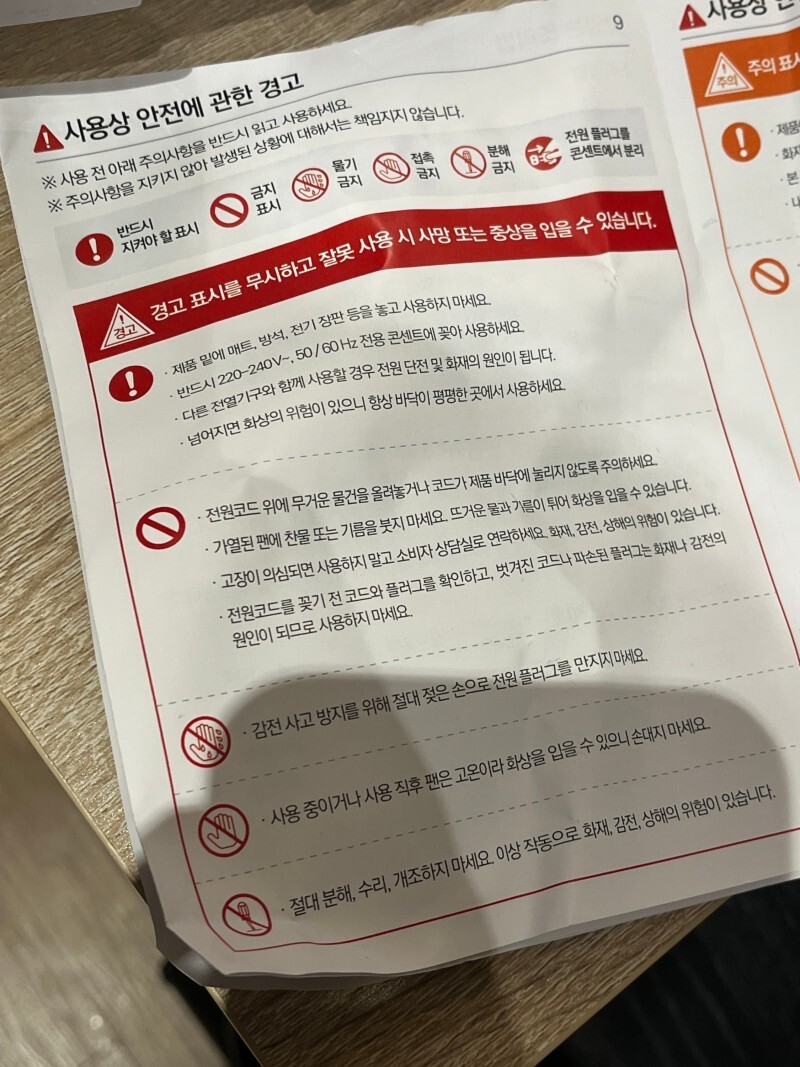 9
사용상 안전에 관한 경고
※ 사용 전 아래 주의사항을 반드시 읽고 사용하세요.
※ 주의사항을 지키지 않아 발생된 상황에 대해서는 책임지지 않습니다.
반드시
지켜야 할 표시
금지
표시
물기
금지
접촉
금지
분해
금지
전원 플러그를
콘센트에서 분리
경고
경고 표시를 무시하고 잘못 사용 시 사망 또는 중상을 입을 수 있습니다.
· 제품 밑에 매트, 방석, 전기 장판 등을 놓고 사용하지 마세요.
· 반드시 220-240V~, 50 / 60 Hz 전용 콘센트에 꽂아 사용하세요.
· 다른 전열기구와 함께 사용할 경우 전원 단전 및 화재의 원인이 됩니다.
· 넘어지면 화상의 위험이 있으니 항상 바닥이 평평한 곳에서 사용하세요.
· 전원코드 위에 무거운 물건을 올려놓거나 코드가 제품 바닥에 눌리지 않도록 주의하세요.
· 가열된 팬에 찬물 또는 기름을 붓지 마세요. 뜨거운 물과 기름이 튀어 화상을 입을 수 있습니다.
· 고장이 의심되면 사용하지 말고 소비자 상담실로 연락하세요. 화재, 감전, 상해의 위험이 있습니다.
· 전원코드를 꽂기 전 코드와 플러그를 확인하고, 벗겨진 코드나 파손된 플러그는 화재나 감전의
원인이 되므로 사용하지 마세요.
· 감전 사고 방지를 위해 절대 젖은 손으로 전원 플러그를 만지지 마세요.
· 사용 중이거나 사용 직후 팬은 고온이라 화상을 입을 수 있으니 손대지 마세요.
· 절대 분해, 수리, 개조하지 마세요. 이상 작동으로 화재, 감전, 상해의 위험이 있습니다.
사용상
주의
주의 표시
· 제품
· 화재
· 본